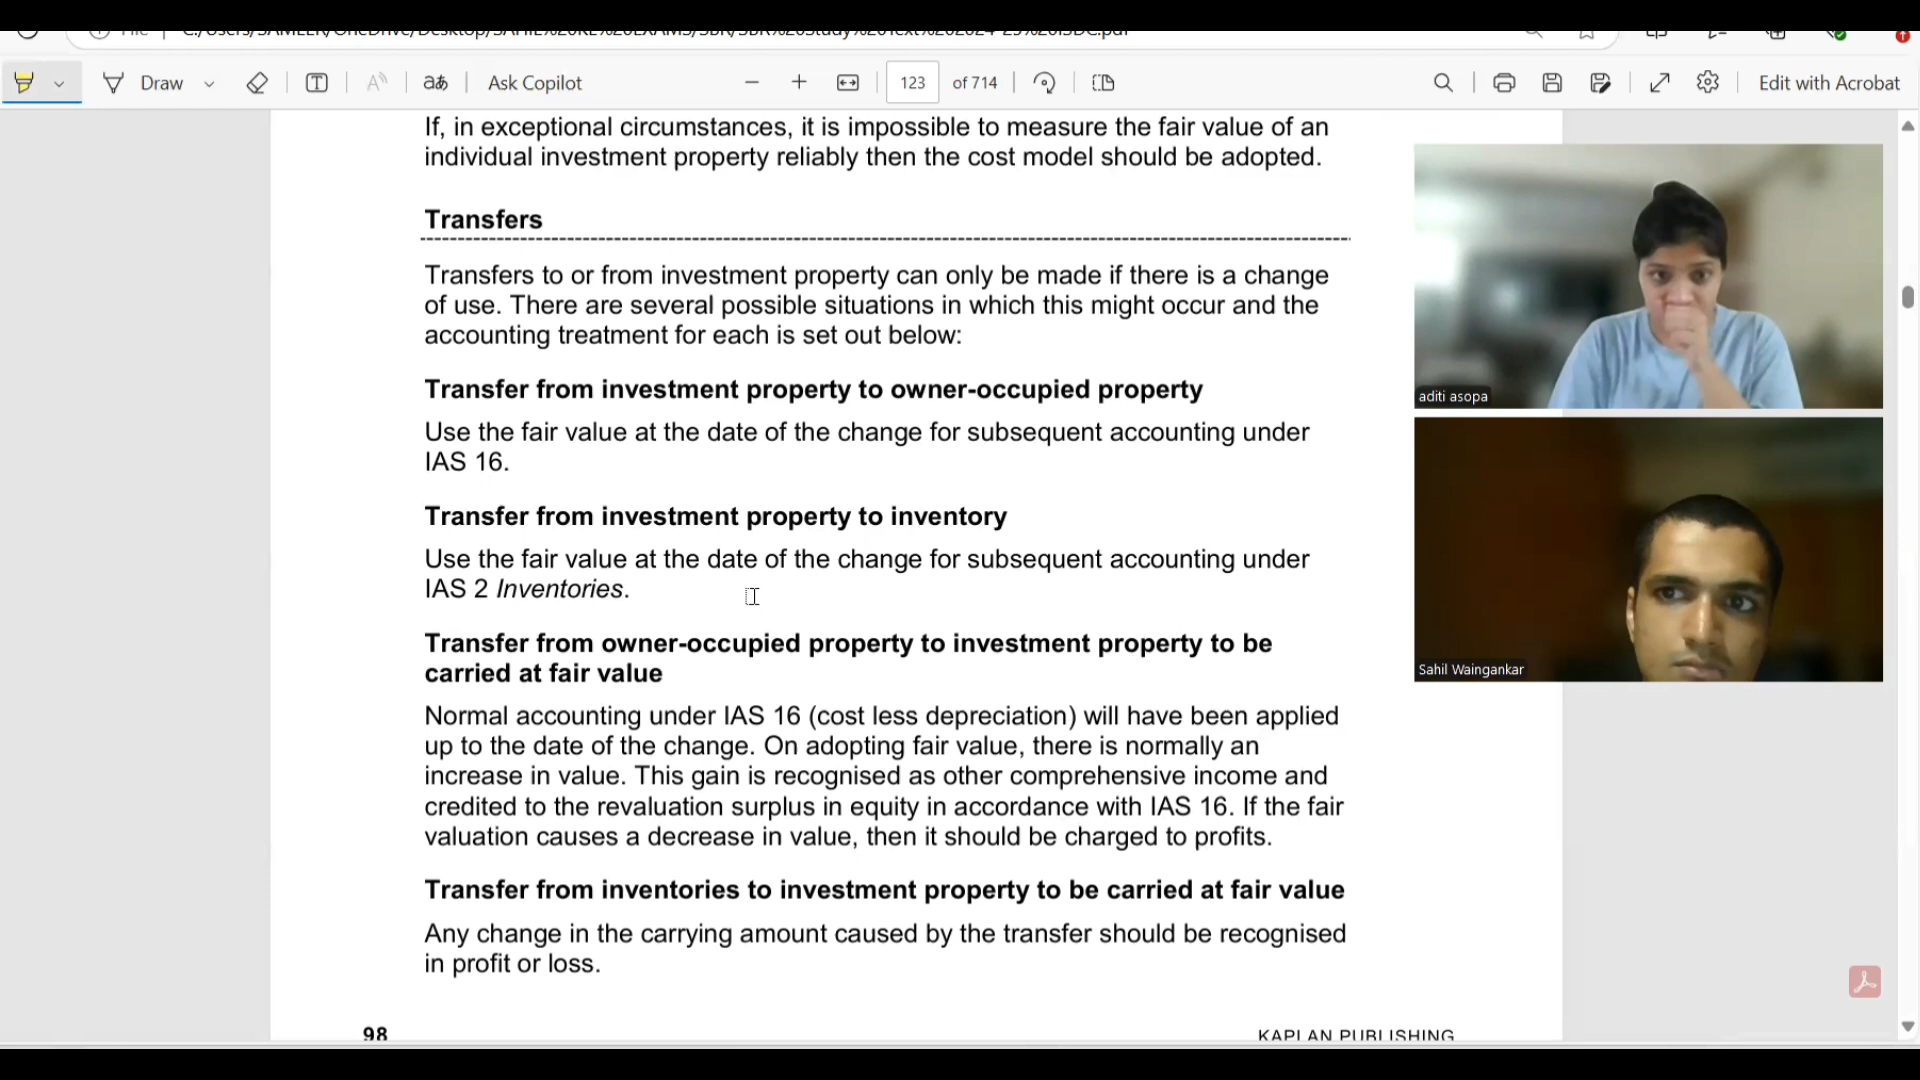 Draw
Ask Copilot
123
of 714
Edit with Acrobat
If, in exceptional circumstances, it is impossible to measure the fair value of an
individual investment property reliably then the cost model should be adopted.
Transfers
Transfers to or from investment property can only be made if there is a change
of use. There are several possible situations in which this might occur and the
accounting treatment for each is set out below:
Transfer from investment property to owner-occupied property
Use the fair value at the date of the change for subsequent accounting under
IAS 16.
Transfer from investment property to inventory
Use the fair value at the date of the change for subsequent accounting under
IAS 2 Inventories.
Transfer from owner-occupied property to investment property to be
carried at fair value
Normal accounting under IAS 16 (cost less depreciation) will have been applied
up to the date of the change. On adopting fair value, there is normally an
increase in value. This gain is recognised as other comprehensive income and
credited to the revaluation surplus in equity in accordance with IAS 16. If the fair
valuation causes a decrease in value, then it should be charged to profits.
Transfer from inventories to investment property to be carried at fair value
Any change in the carrying amount caused by the transfer should be recognised
in profit or loss.
98
KAPLAN PUBLISHING
aditi asopa
Sahil Waingankar